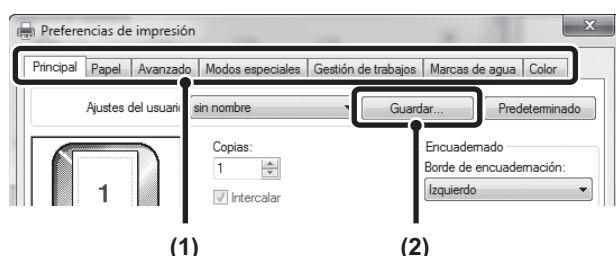 Preferencias de impresión
Principal Papel Avanzado Modos especiales Gestión de trabajos Marcas de agua Color
Ajustes del usuario sin nombre Guardar... Predeterminado
Copias: Encuadernado
1 Borde de encuadernación:
1 Intercalar Izquierdo
(1) (2)